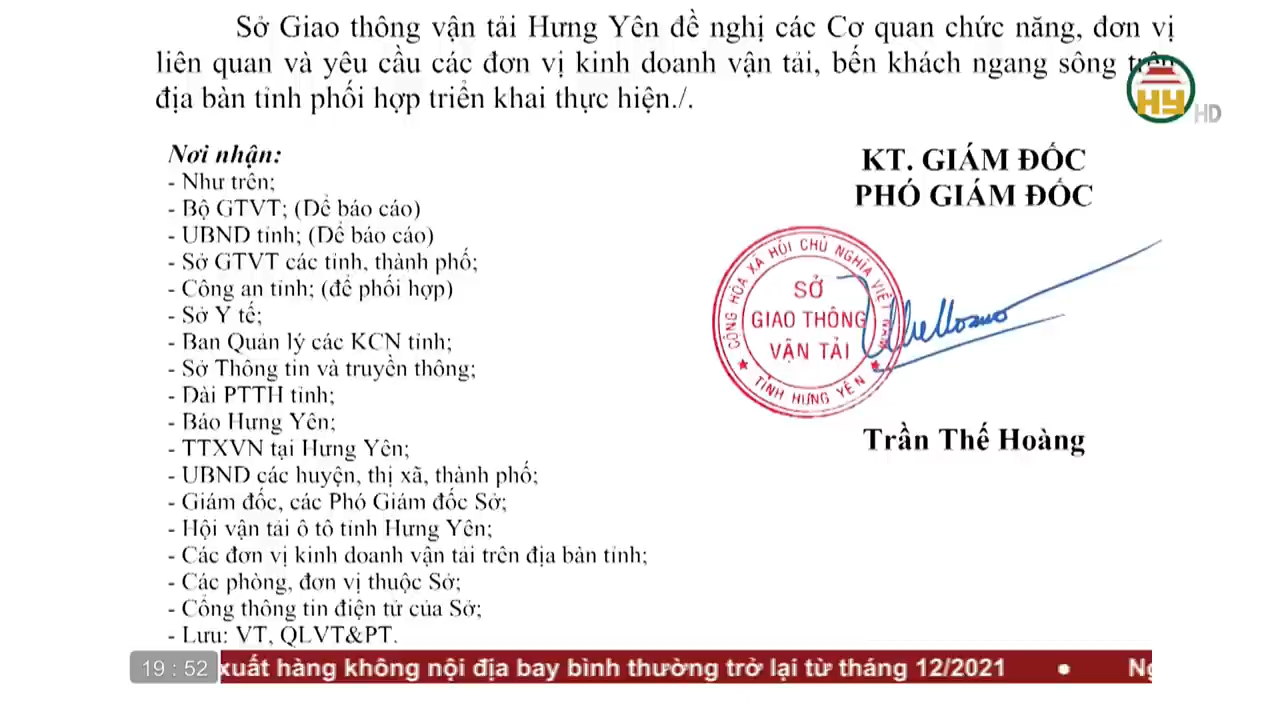 Sở Giao thông vận tải Hưng Yên đề nghị các Cơ quan chức năng, đơn vị
liên quan và yêu cầu các đơn vị kinh doanh vận tải, bến khách ngang sông trên
địa bàn tỉnh phối hợp triển khai thực hiện./.
HY HD
Nơi nhận:
- Như trên;
- Bộ GTVT; (Để báo cáo)
- UBND tỉnh; (Để báo cáo)
- Sở GTVT các tỉnh, thành phố;
- Công an tỉnh; (để phối hợp)
- Sở Y tế;
- Ban Quản lý các KCN tỉnh;
- Sở Thông tin và truyền thông;
- Đài PTTH tỉnh;
- Báo Hưng Yên;
- TTXVN tại Hưng Yên;
- UBND các huyện, thị xã, thành phố;
- Giám đốc, các Phó Giám đốc Sở;
- Hội vận tải ô tô tỉnh Hưng Yên;
- Các đơn vị kinh doanh vận tải trên địa bàn tỉnh;
- Các phòng, đơn vị thuộc Sở;
- Cổng thông tin điện tử của Sở;
- Lưu: VT, QLVT&PT.
KT. GIÁM ĐỐC
PHÓ GIÁM ĐỐC
CỘNG HÒA XÃ HỘI CHỦ NGHĨA VIỆT NAM
SỞ
GIAO THÔNG
VẬN TẢI
TỈNH HƯNG YÊN
Trần Thế Hoàng
19 : 52 xuất hàng không nội địa bay bình thường trở lại từ tháng 12/2021 •